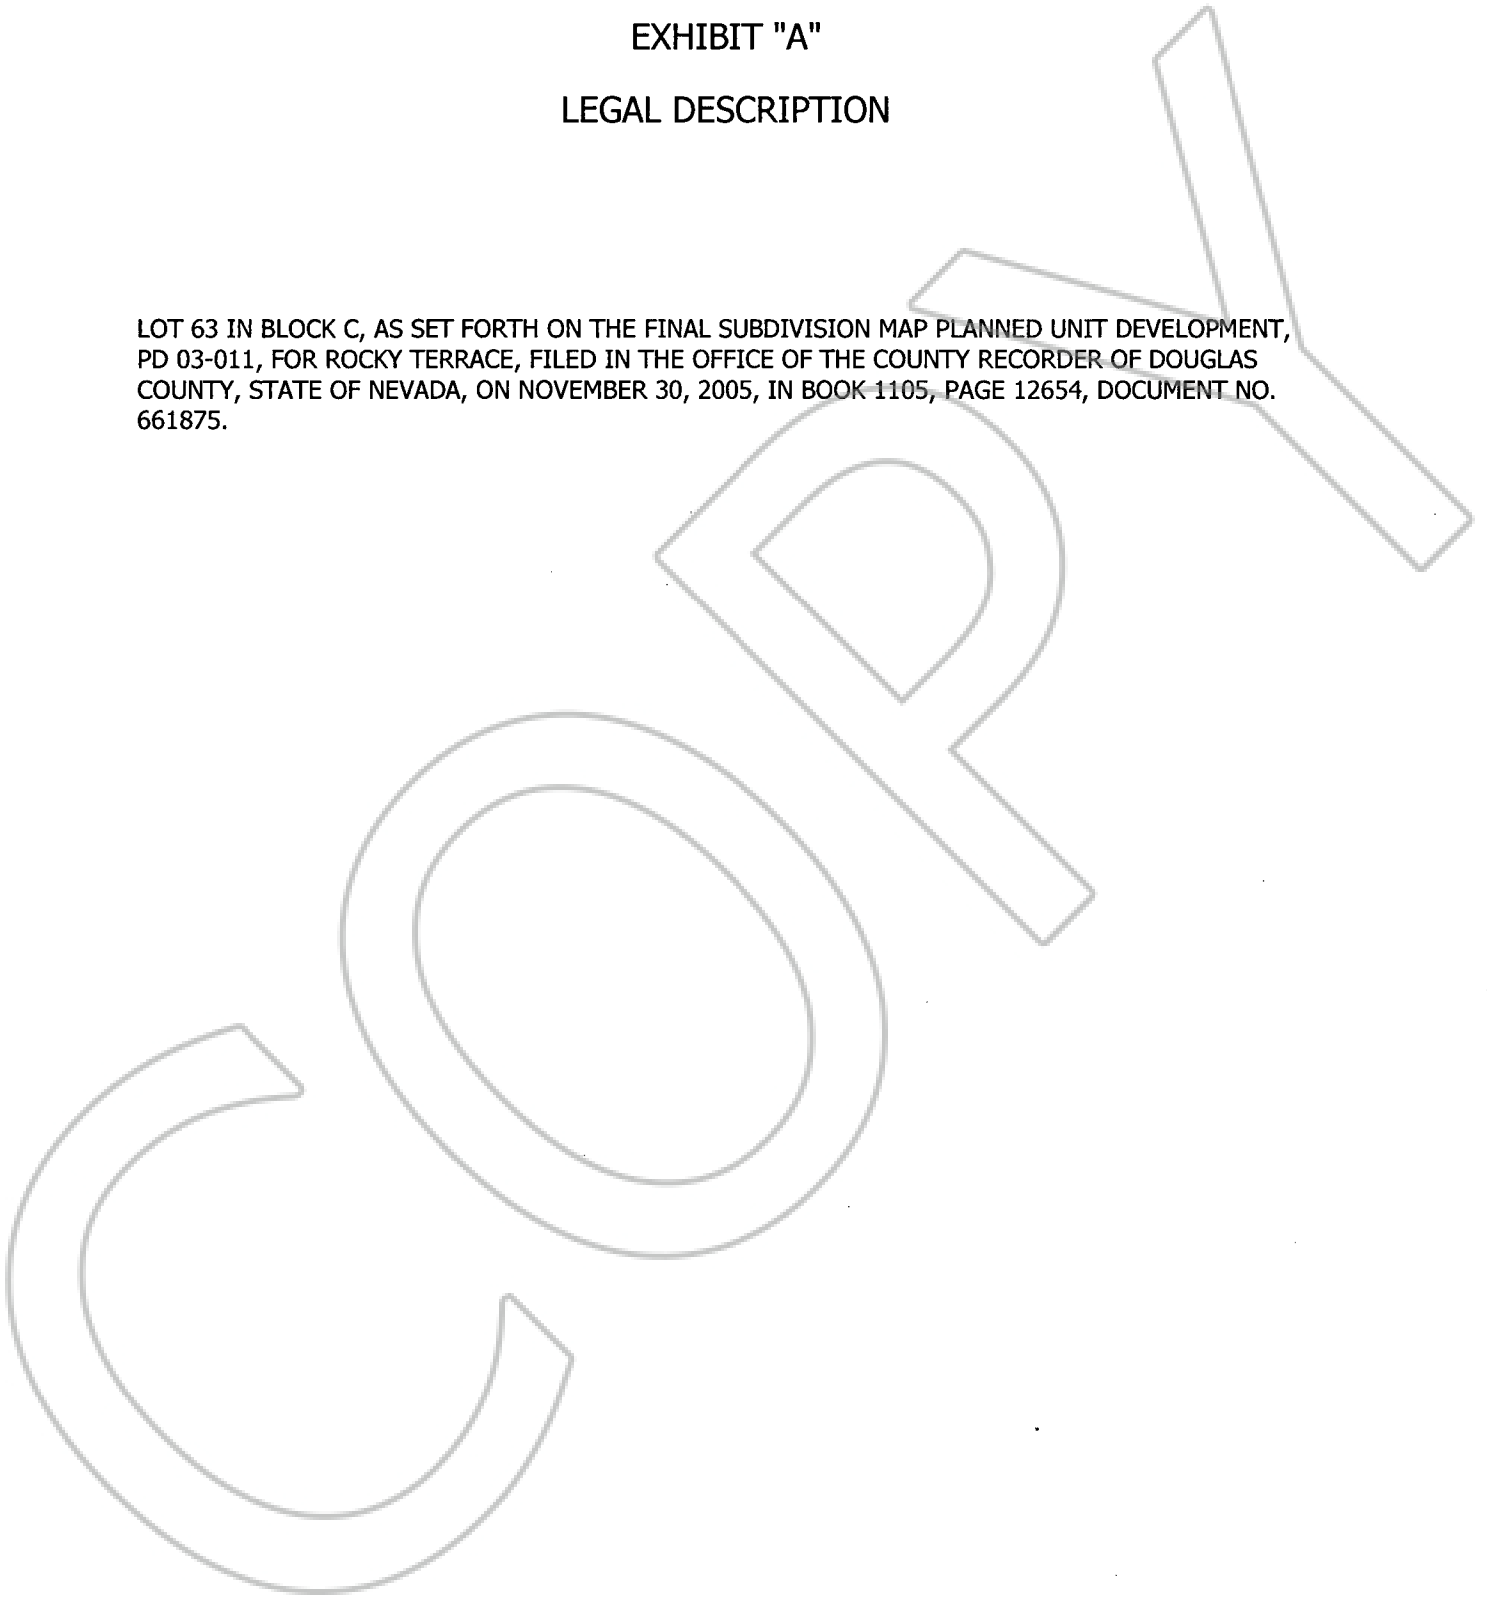 EXHIBIT "A"
LEGAL DESCRIPTION
LOT 63 IN BLOCK C, AS SET FORTH ON THE FINAL SUBDIVISION MAP PLANNED UNIT DEVELOPMENT,
PD 03-011, FOR ROCKY TERRACE, FILED IN THE OFFICE OF THE COUNTY RECORDER OF DOUGLAS
COUNTY, STATE OF NEVADA, ON NOVEMBER 30, 2005, IN BOOK 1105, PAGE 12654, DOCUMENT NO.
661875.
COPY